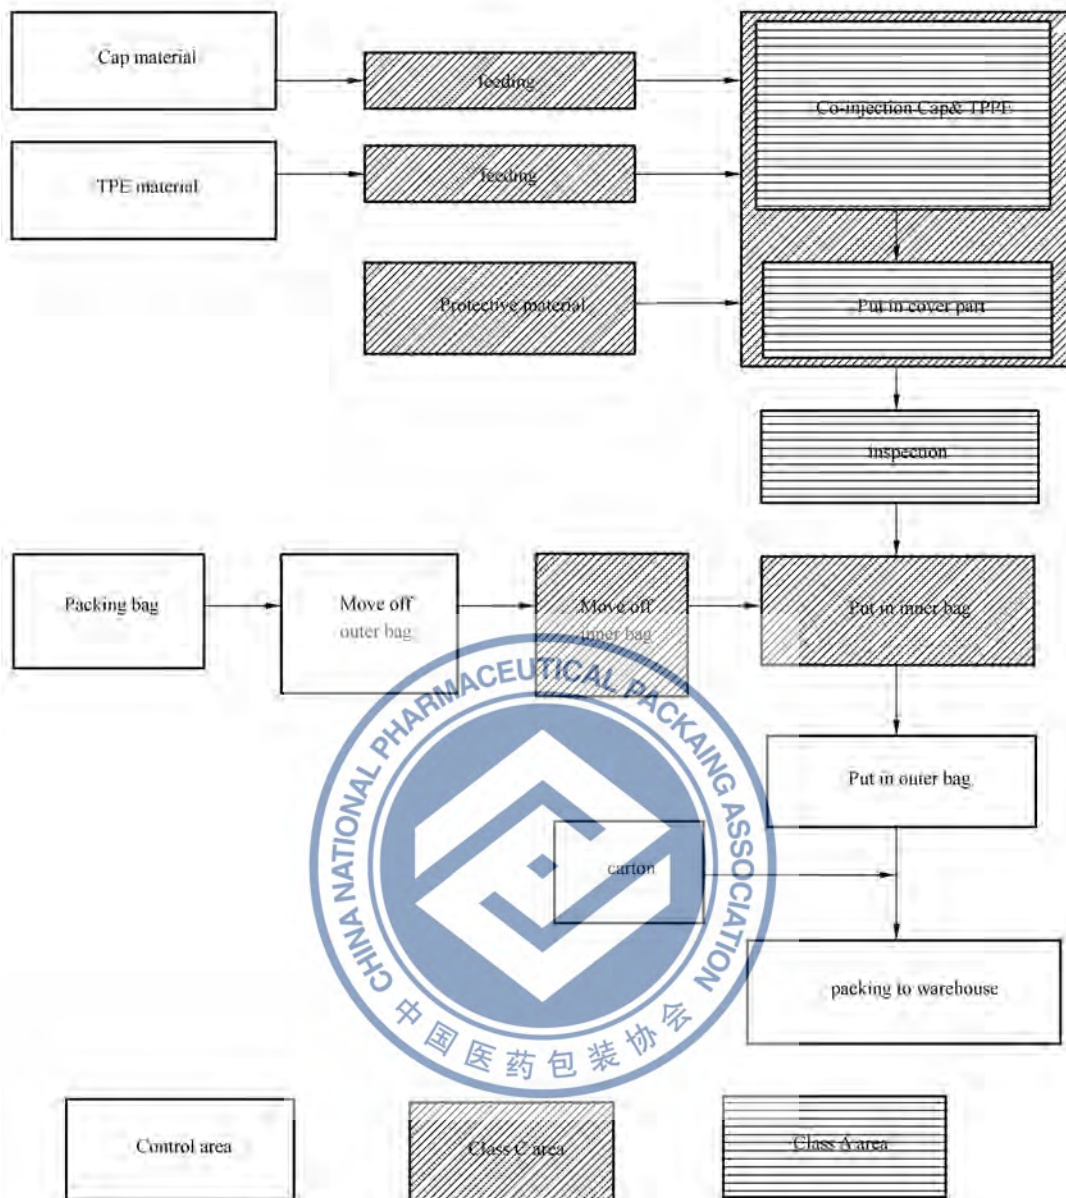 Cap material
feeding
Co-injection Cap& TPPE
TPE material
feeding
Protective material
Put in cover part
inspection
Packing bag
Move off
outer bag
Move off
inner bag
Put in inner bag
Put in outer bag
carton
packing to warehouse
CHINA NATIONAL PHARMACEUTICAL PACKAING ASSOCIATION
中国医药包装协会
Control area
Class C area
Class A area